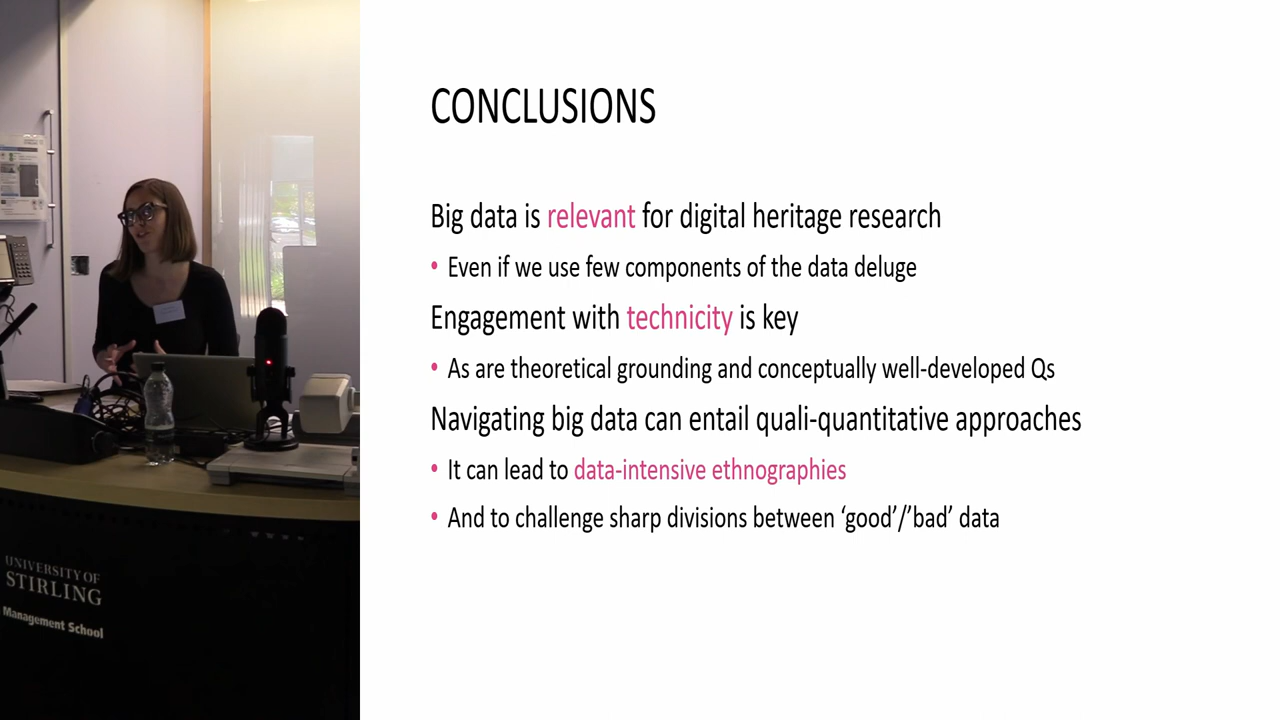 CONCLUSIONS
Big data is relevant for digital heritage research
• Even if we use few components of the data deluge
Engagement with technicity is key
• As are theoretical grounding and conceptually well-developed Qs
Navigating big data can entail quali-quantitative approaches
• It can lead to data-intensive ethnographies
• And to challenge sharp divisions between ‘good’/’bad’ data
UNIVERSITY OF
STIRLING
Management School